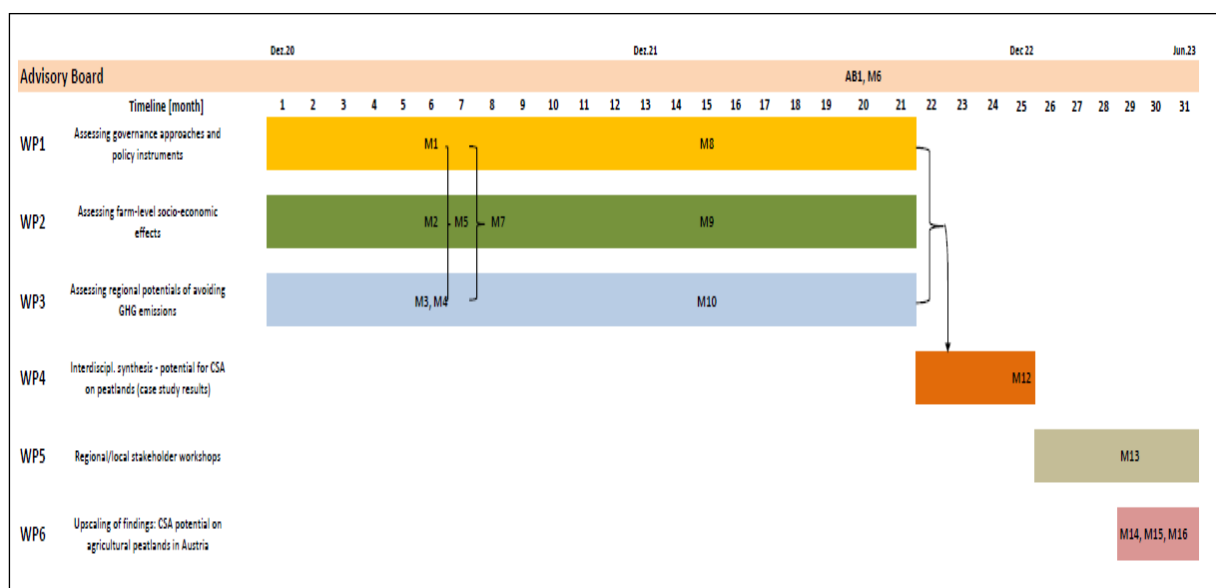 Dez.20 Dez.21 Dec 22 Jun.23
Advisory Board AB1, M6
Timeline [month] 1 2 3 4 5 6 7 8 9 10 11 12 13 14 15 16 17 18 19 20 21 22 23 24 25 26 27 28 29 30 31
WP1
Assessing governance approaches and
policy instruments
M1 M8
WP2
Assessing farm-level socio-economic
effects
M2 M5 M7 M9
WP3
Assessing regional potentials of avoiding
GHG emissions
M3, M4 M10
WP4
Interdiscipl. synthesis - potential for CSA
on peatlands (case study results)
M12
WP5
Regional/local stakeholder workshops
M13
WP6
Upscaling of findings: CSA potential on
agricultural peatlands in Austria
M14, M15, M16